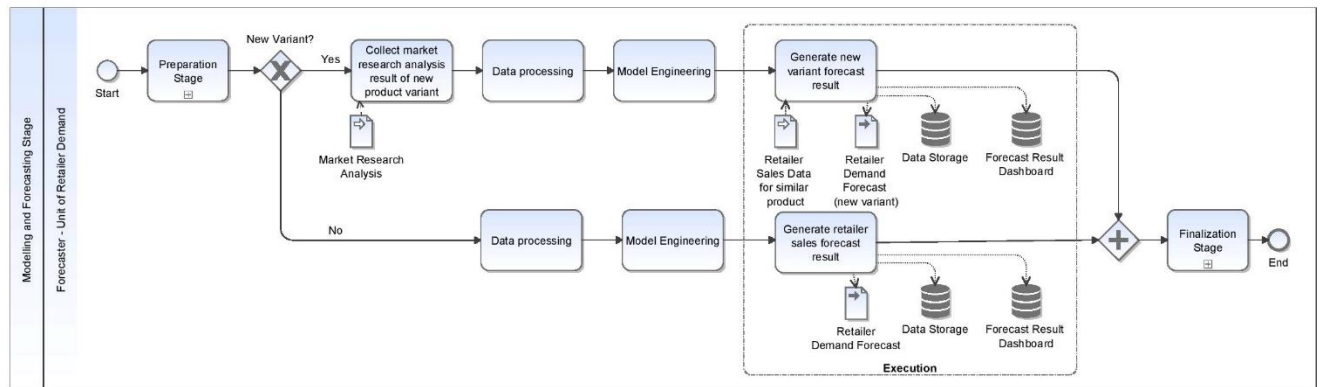 Modelling and Forecasting Stage
Forecaster - Unit of Retailer Demand
Start
Preparation
Stage
New Variant?
Yes
No
Collect market
research analysis
result of new
product variant
Market Research
Analysis
Data processing
Model Engineering
Generate new
variant forecast
result
Retailer
Sales Data
for similar
product
Retailer
Demand
Forecast
(new variant)
Data Storage
Forecast Result
Dashboard
Data processing
Model Engineering
Generate retailer
sales forecast
result
Retailer
Demand Forecast
Data Storage
Forecast Result
Dashboard
Execution
Finalization
Stage
End